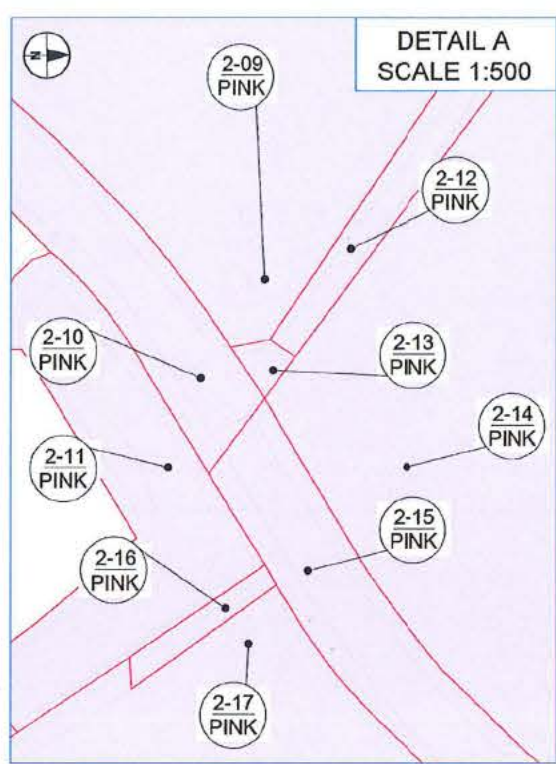 DETAIL A
SCALE 1:500
N
2-09
PINK
2-12
PINK
2-10
PINK
2-13
PINK
2-14
PINK
2-11
PINK
2-15
PINK
2-16
PINK
2-17
PINK